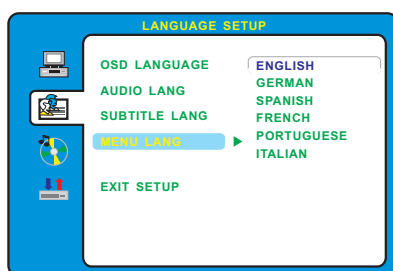 LANGUAGE SETUP
OSD LANGUAGE
AUDIO LANG
SUBTITLE LANG
MENU LANG
EXIT SETUP
ENGLISH
GERMAN
SPANISH
FRENCH
PORTUGUESE
ITALIAN